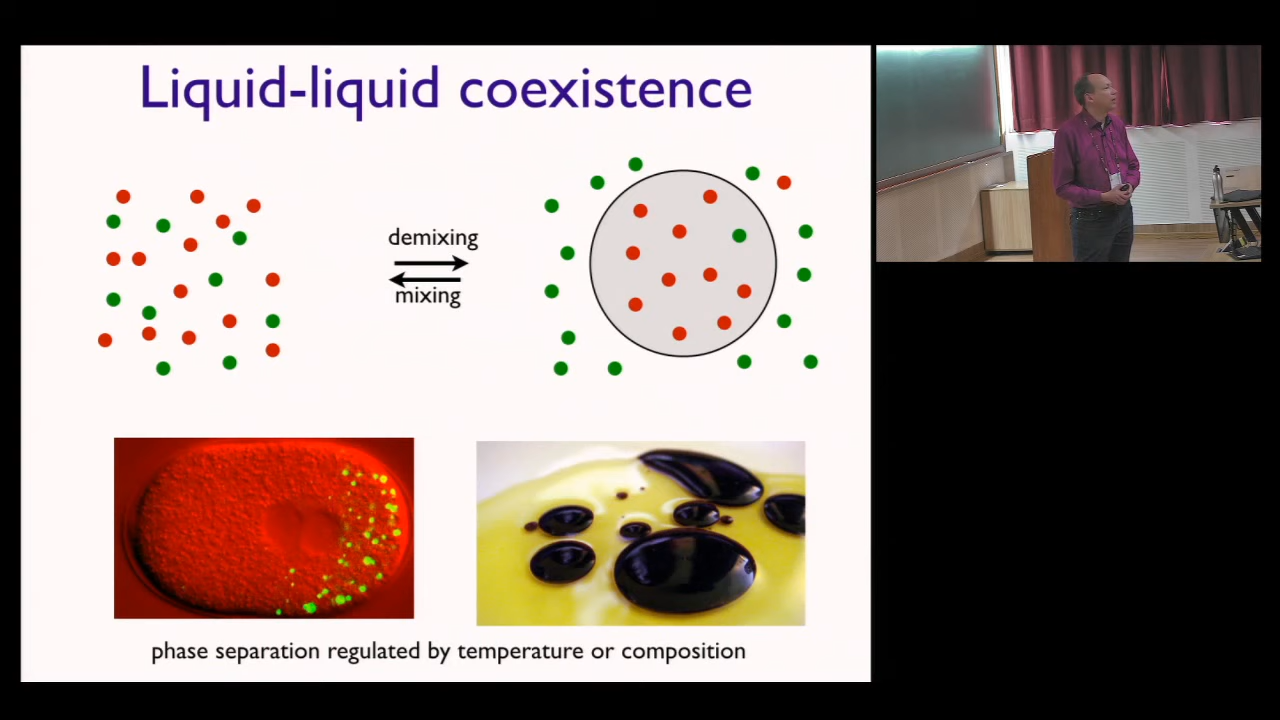 Liquid-liquid coexistence
demixing
mixing
phase separation regulated by temperature or composition